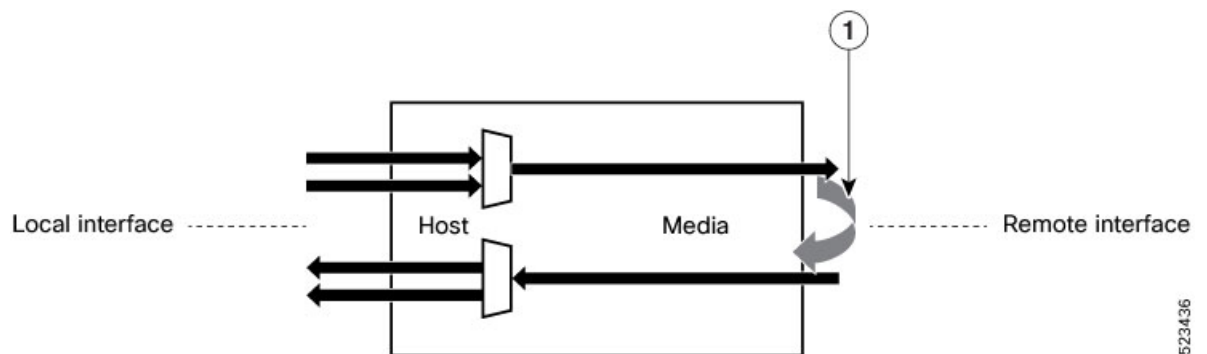 1
Local interface
Host
Media
Remote interface
523436